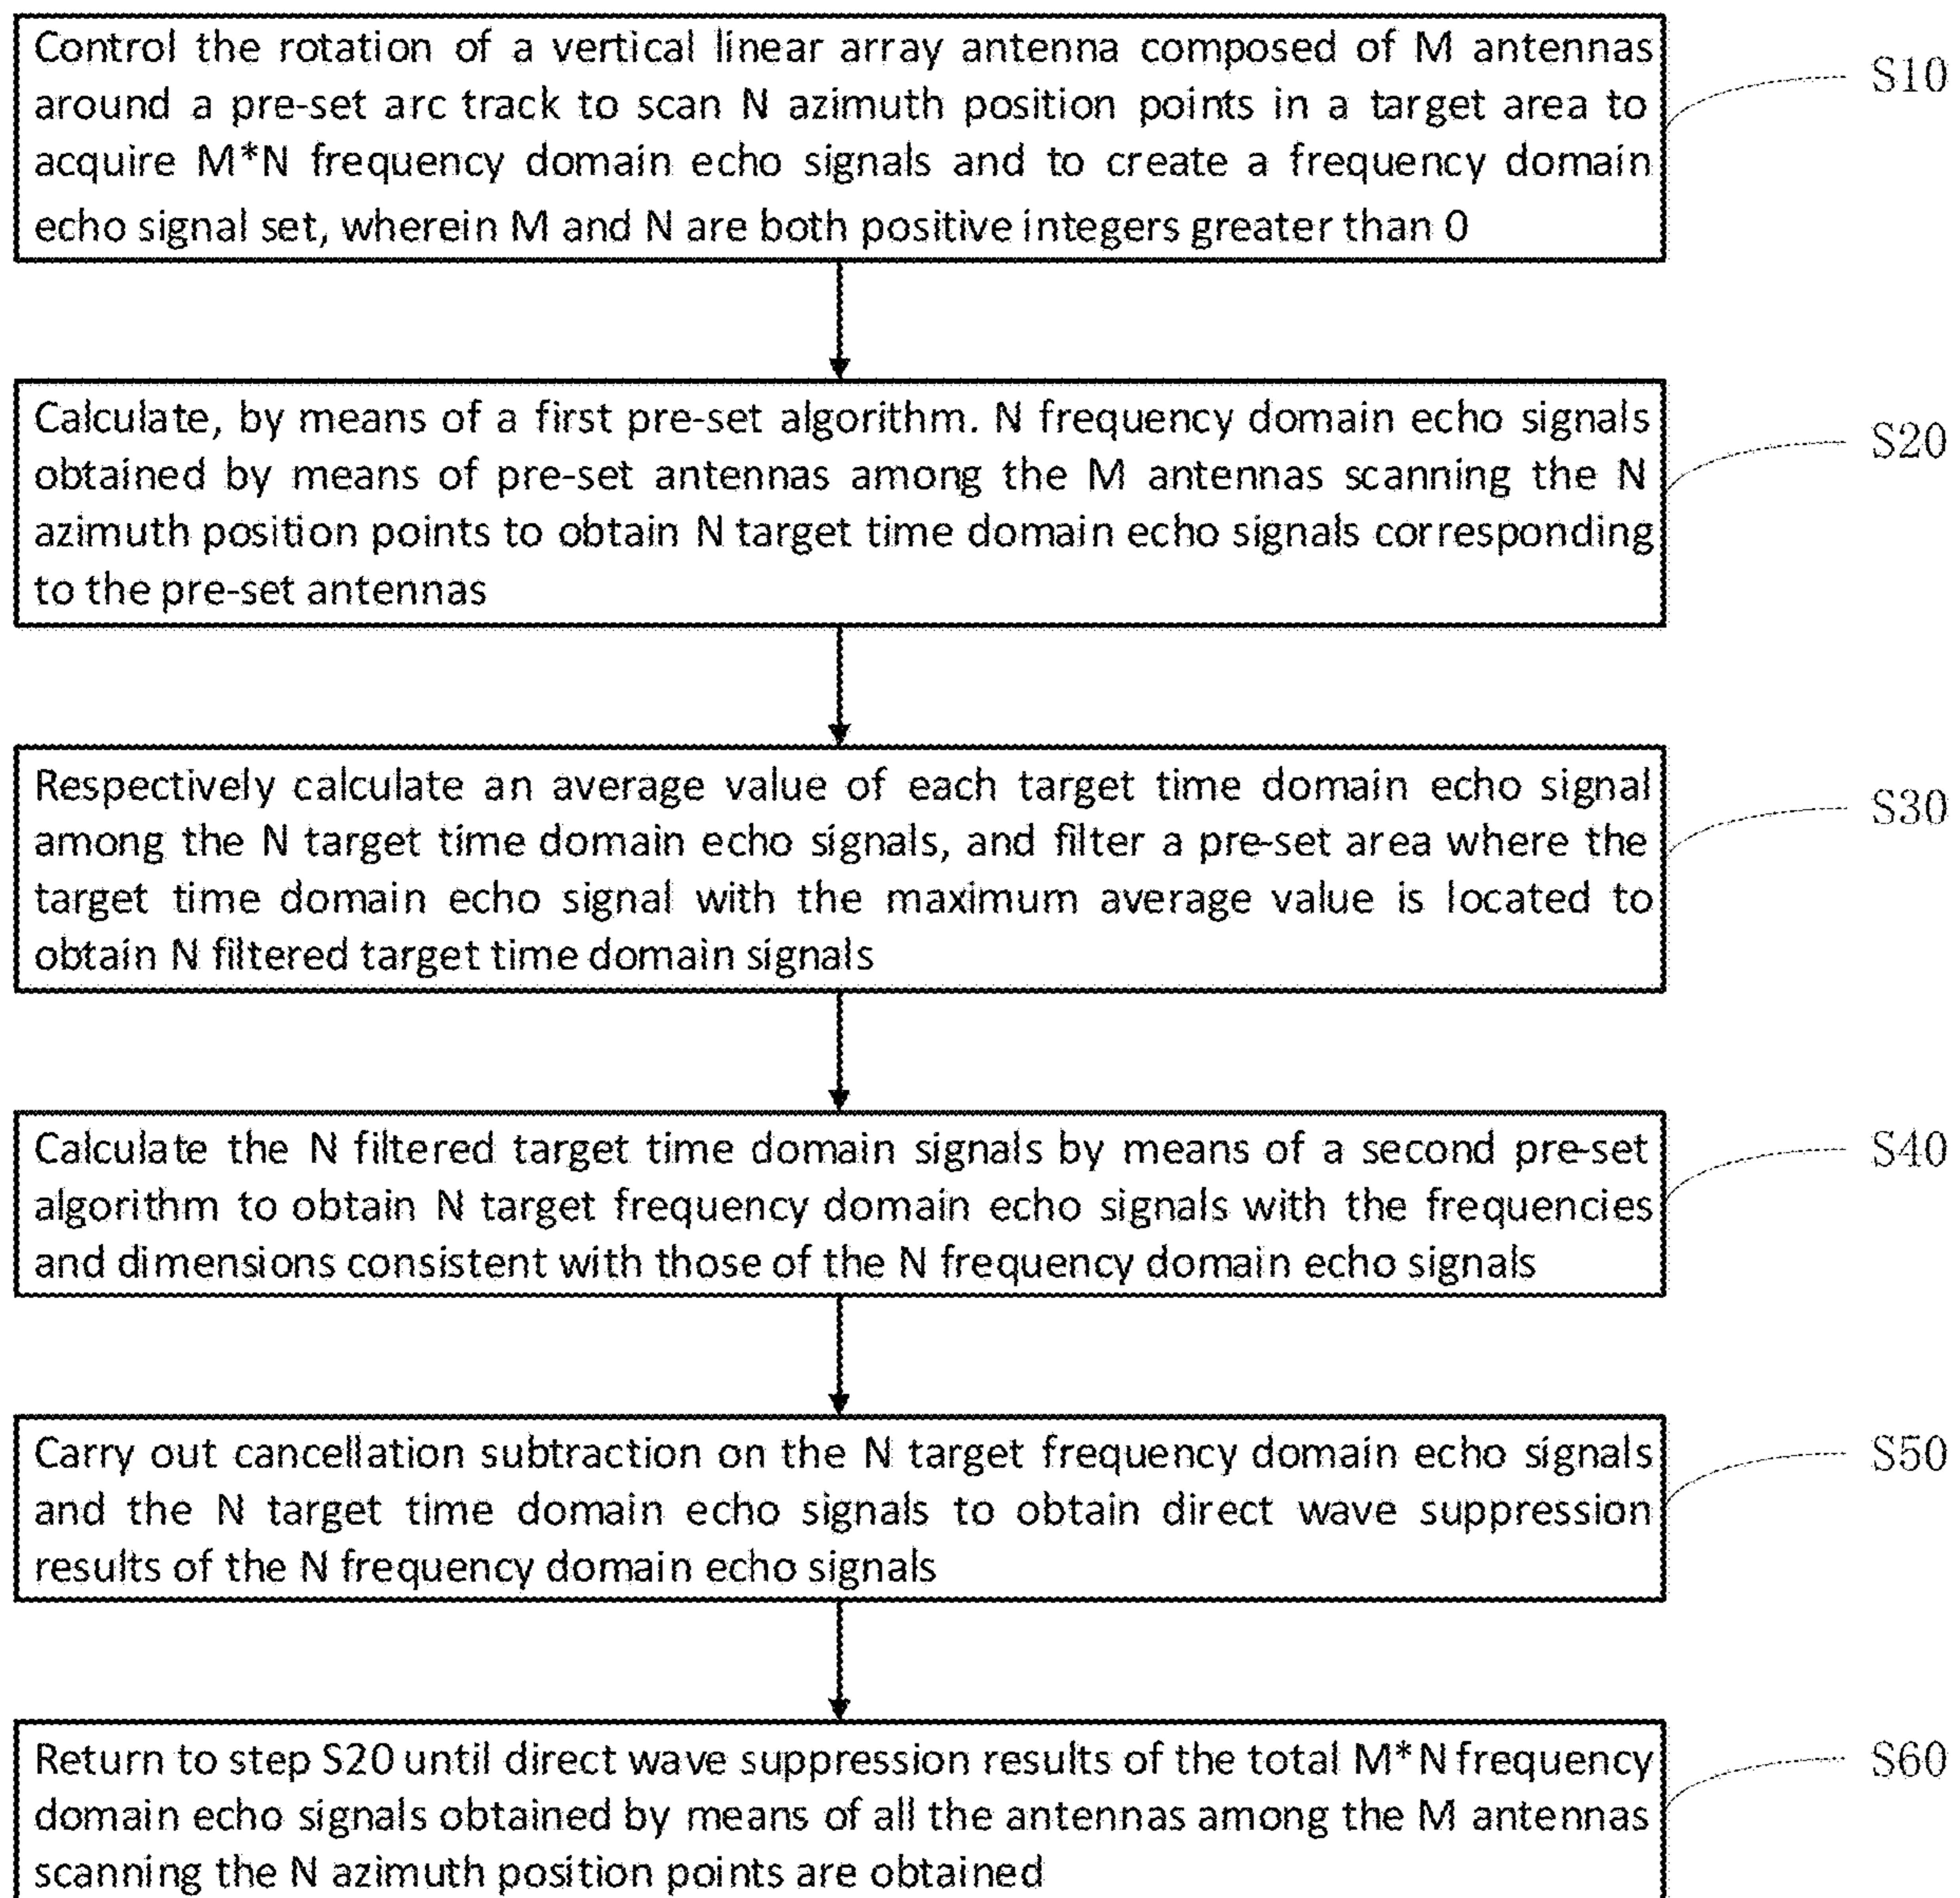 Control the rotation of a vertical linear array antenna composed of M antennas
around a pre-set arc track to scan N azimuth position points in a target area to
acquire M*N frequency domain echo signals and to create a frequency domain
echo signal set, wherein M and N are both positive integers greater than 0
S10
Calculate, by means of a first pre-set algorithm. N frequency domain echo signals
obtained by means of pre-set antennas among the M antennas scanning the N
azimuth position points to obtain N target time domain echo signals corresponding
to the pre-set antennas
S20
Respectively calculate an average value of each target time domain echo signal
among the N target time domain echo signals, and filter a pre-set area where the
target time domain echo signal with the maximum average value is located to
obtain N filtered target time domain signals
S30
Calculate the N filtered target time domain signals by means of a second pre-set
algorithm to obtain N target frequency domain echo signals with the frequencies
and dimensions consistent with those of the N frequency domain echo signals
S40
Carry out cancellation subtraction on the N target frequency domain echo signals
and the N target time domain echo signals to obtain direct wave suppression
results of the N frequency domain echo signals
S50
Return to step S20 until direct wave suppression results of the total M*N frequency
domain echo signals obtained by means of all the antennas among the M antennas
scanning the N azimuth position points are obtained
S60